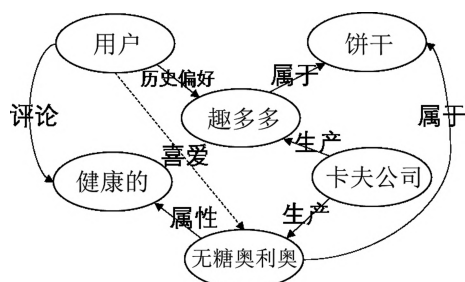 用户
饼干
历史偏好
属于
评论
趣多多
属于
喜爱
生产
健康的
卡夫公司
属性
生产
无糖奥利奥